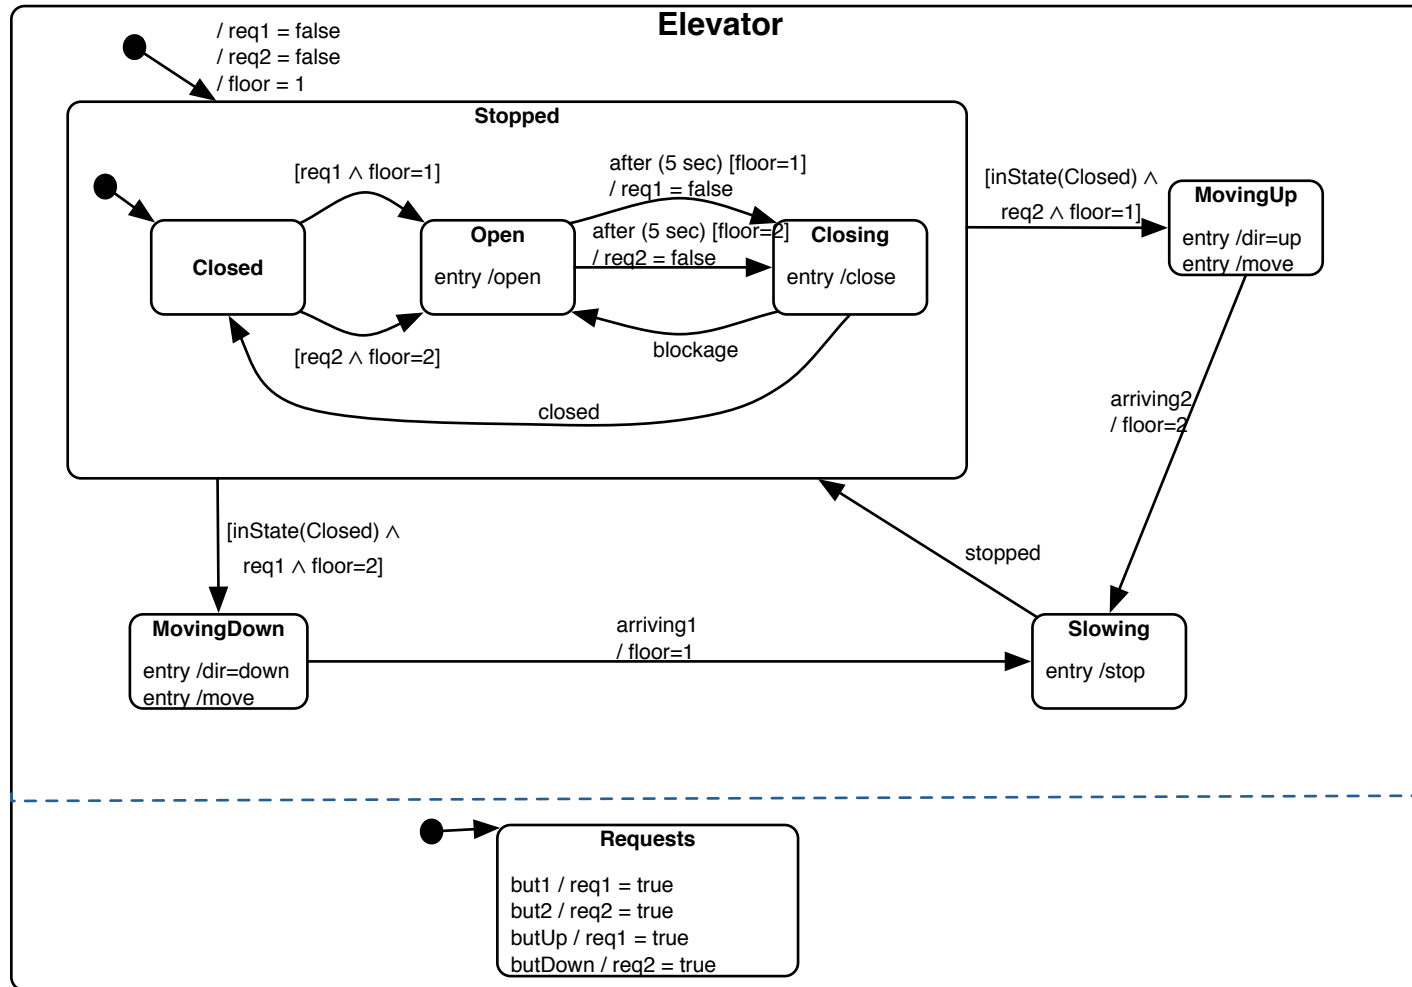 Elevator
/ req1 = false
/ req2 = false
/ floor = 1
Stopped
[req1 ∧ floor=1]
after (5 sec) [floor=1]
/ req1 = false
Closed
Open
entry /open
after (5 sec) [floor=2]
/ req2 = false
Closing
entry /close
[req2 ∧ floor=2]
blockage
closed
[inState(Closed) ∧
req2 ∧ floor=1]
MovingUp
entry /dir=up
entry /move
arriving2
/ floor=2
[inState(Closed) ∧
req1 ∧ floor=2]
stopped
MovingDown
entry /dir=down
entry /move
arriving1
/ floor=1
Slowing
entry /stop
Requests
but1 / req1 = true
but2 / req2 = true
butUp / req1 = true
butDown / req2 = true